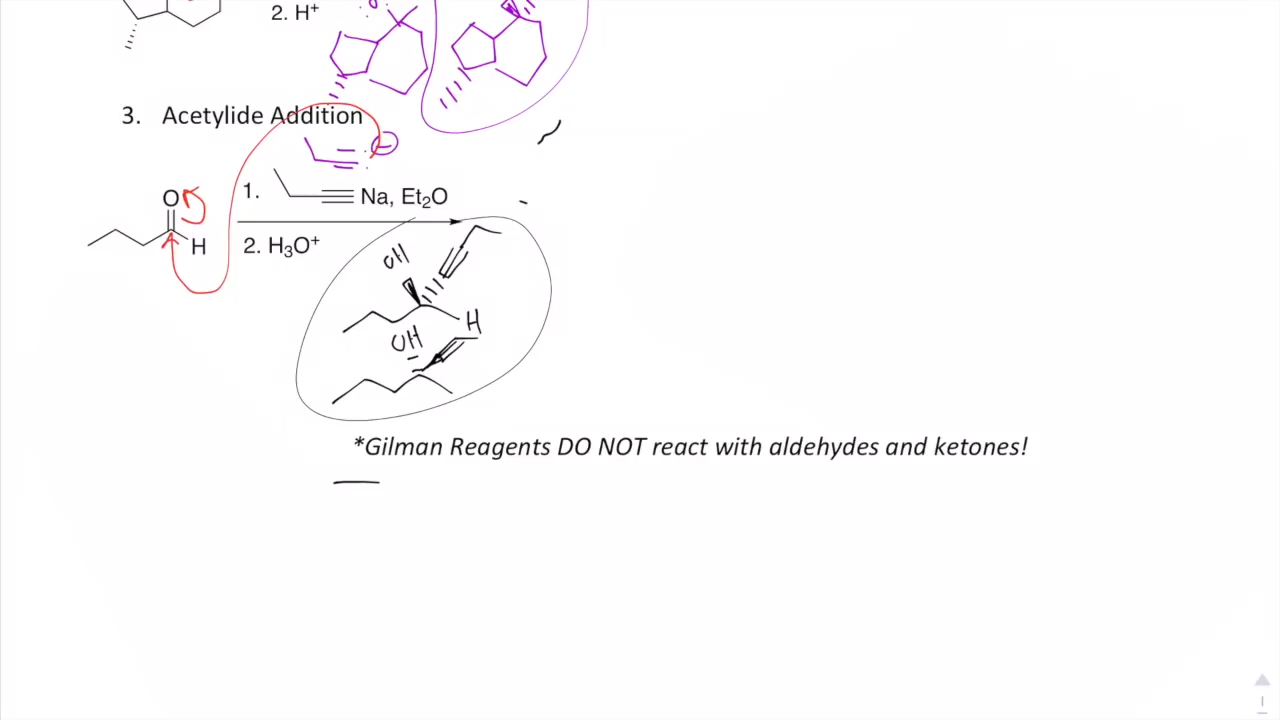 2. H⁺
3. Acetylide Addition
1. Na, Et₂O
O
H
2. H₃O⁺
OH
H
OH
*Gilman Reagents DO NOT react with aldehydes and ketones!